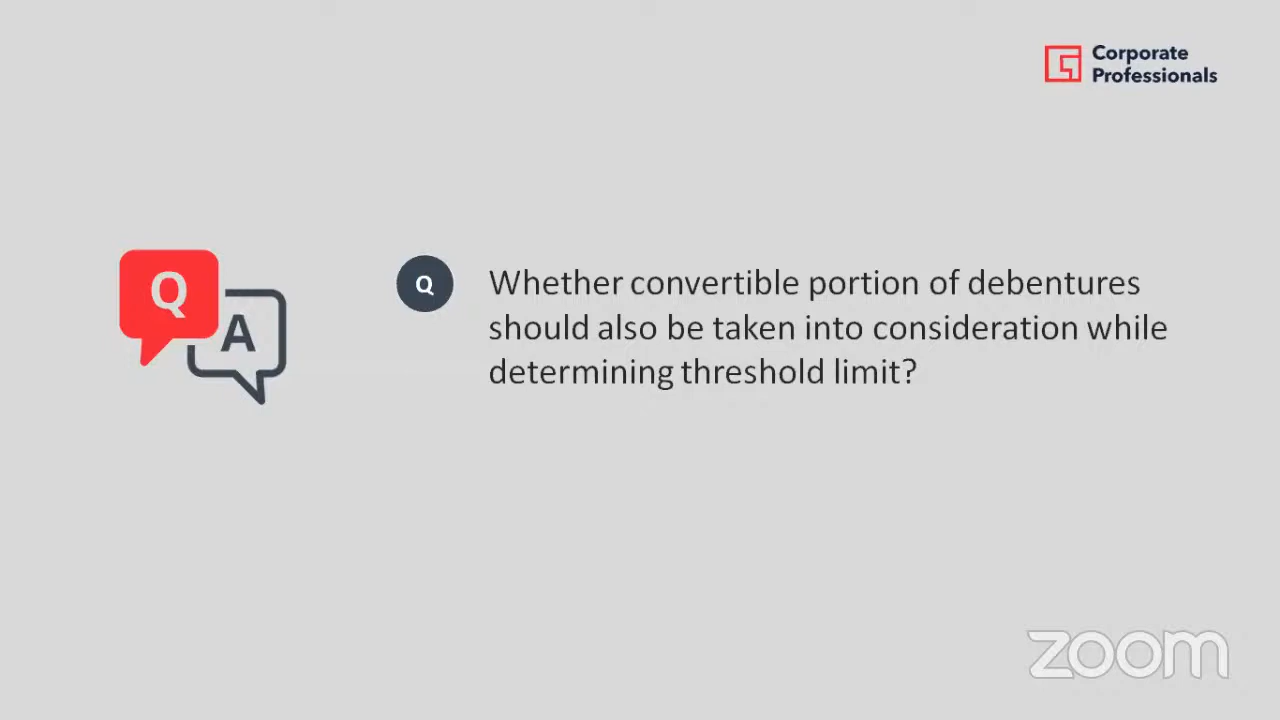 Corporate
Professionals
Q
A
Q
Whether convertible portion of debentures
should also be taken into consideration while
determining threshold limit?
zoom